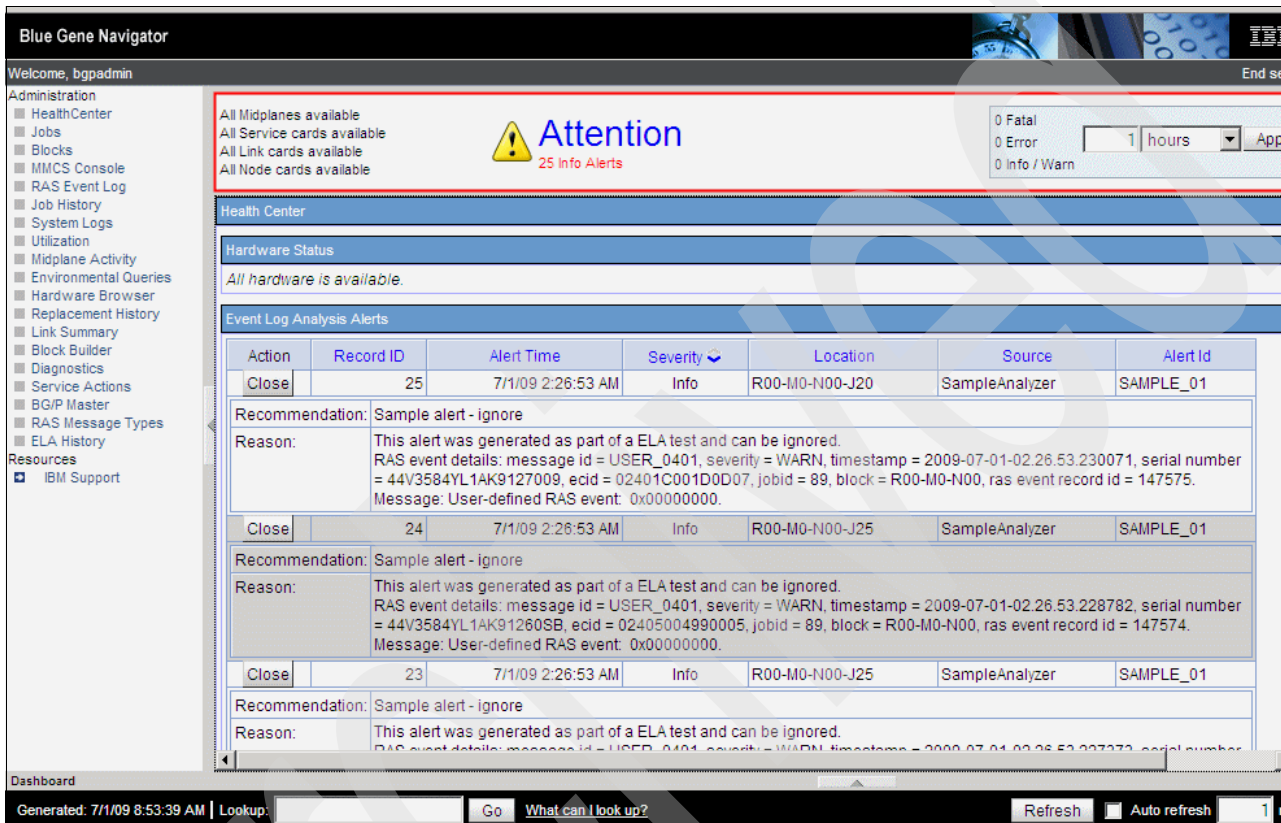 Blue Gene Navigator
Welcome, bgpadmin
End se
Administration
HealthCenter
Jobs
Blocks
MMCS Console
RAS Event Log
Job History
System Logs
Utilization
Midplane Activity
Environmental Queries
Hardware Browser
Replacement History
Link Summary
Block Builder
Diagnostics
Service Actions
BG/P Master
RAS Message Types
ELA History
Resources
IBM Support
All Midplanes available
All Service cards available
All Link cards available
All Node cards available
Attention
25 Info Alerts
0 Fatal
0 Error
0 Info / Warn
1 hours App
Health Center
Hardware Status
All hardware is available.
Event Log Analysis Alerts
Action Record ID Alert Time Severity Location Source Alert Id
Close 25 7/1/09 2:26:53 AM Info R00-M0-N00-J20 SampleAnalyzer SAMPLE_01
Recommendation: Sample alert - ignore
Reason: This alert was generated as part of a ELA test and can be ignored.
RAS event details: message id = USER_0401, severity = WARN, timestamp = 2009-07-01-02.26.53.230071, serial number
= 44V3584YL1AK9127009, ecid = 02401C001D0D07, jobid = 89, block = R00-M0-N00, ras event record id = 147575.
Message: User-defined RAS event: 0x00000000.
Close 24 7/1/09 2:26:53 AM Info R00-M0-N00-J25 SampleAnalyzer SAMPLE_01
Recommendation: Sample alert - ignore
Reason: This alert was generated as part of a ELA test and can be ignored.
RAS event details: message id = USER_0401, severity = WARN, timestamp = 2009-07-01-02.26.53.228782, serial number
= 44V3584YL1AK91260SB, ecid = 02405004990005, jobid = 89, block = R00-M0-N00, ras event record id = 147574.
Message: User-defined RAS event: 0x00000000.
Close 23 7/1/09 2:26:53 AM Info R00-M0-N00-J25 SampleAnalyzer SAMPLE_01
Recommendation: Sample alert - ignore
Reason: This alert was generated as part of a ELA test and can be ignored.
Dashboard
Generated: 7/1/09 8:53:39 AM Lookup: Go What can I look up? Refresh Auto refresh 1